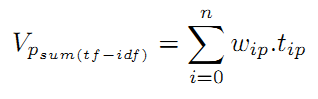 $V_{p_{sum(tf-idf)}} = \sum_{i=0}^{n} w_{ip}.t_{ip}$